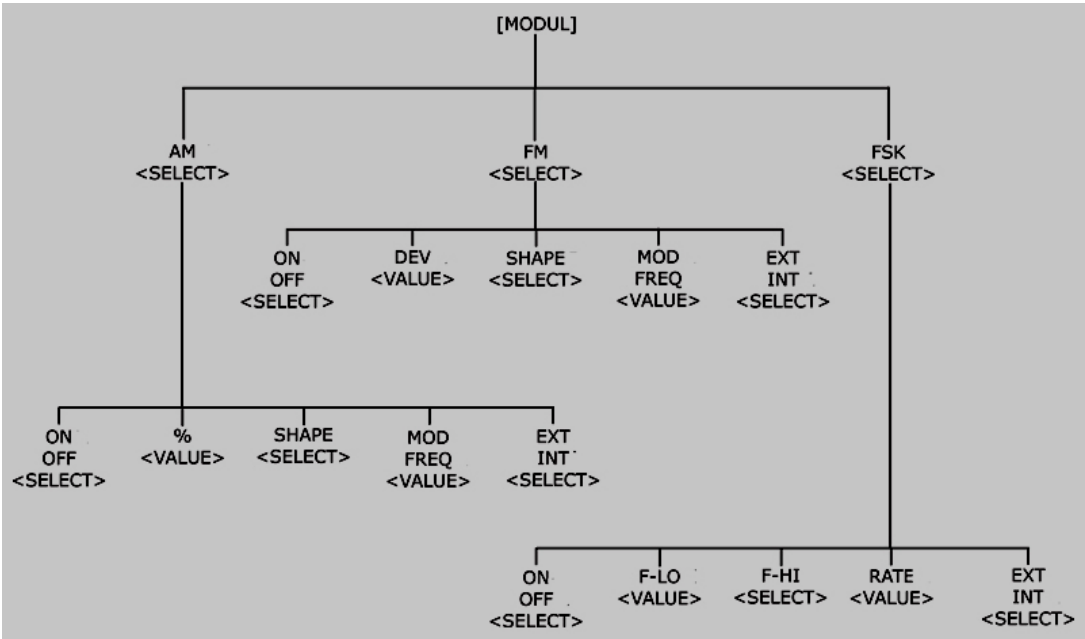 [MODUL]
AM
<SELECT>
FM
<SELECT>
FSK
<SELECT>
ON
OFF
<SELECT>
DEV
<VALUE>
SHAPE
<SELECT>
MOD
FREQ
<VALUE>
EXT
INT
<SELECT>
ON
OFF
<SELECT>
%
<VALUE>
SHAPE
<SELECT>
MOD
FREQ
<VALUE>
EXT
INT
<SELECT>
ON
OFF
<SELECT>
F-LO
<VALUE>
F-HI
<SELECT>
RATE
<VALUE>
EXT
INT
<SELECT>